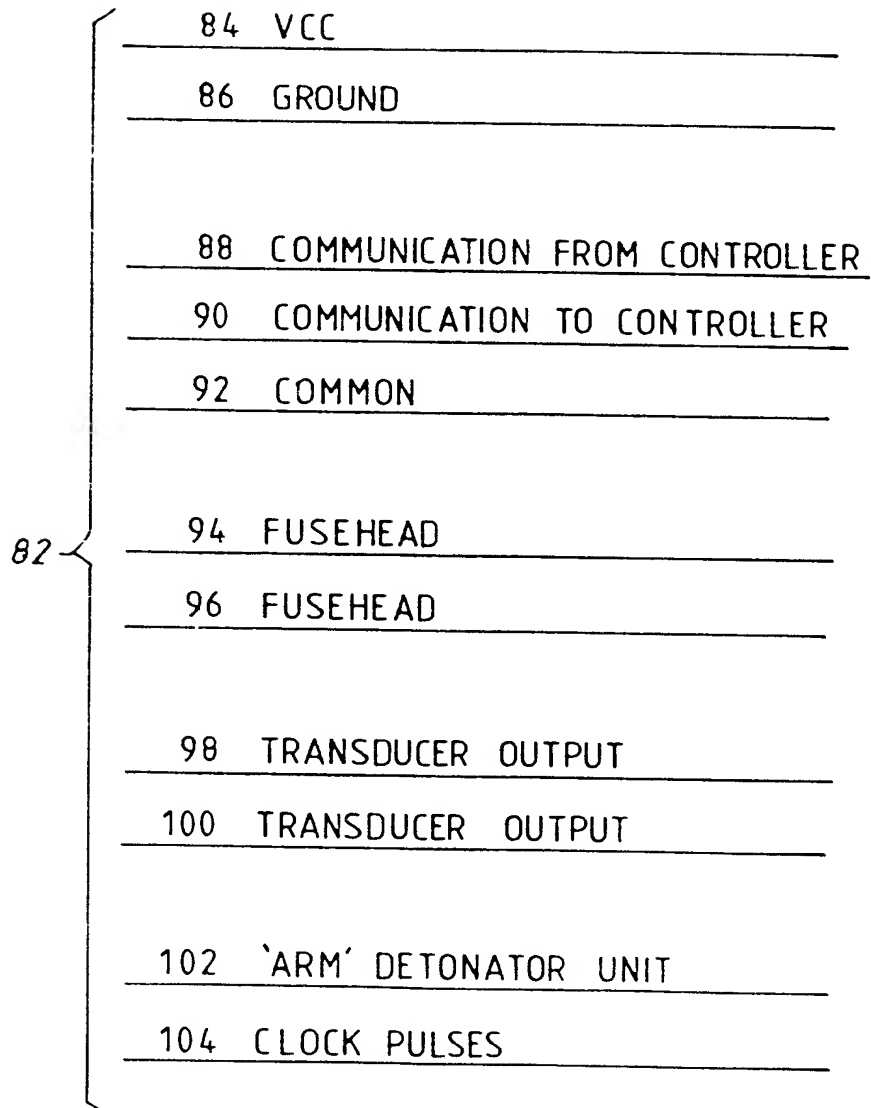 84 VCC
86 GROUND
88 COMMUNICATION FROM CONTROLLER
90 COMMUNICATION TO CONTROLLER
92 COMMON
82
94 FUSEHEAD
96 FUSEHEAD
98 TRANSDUCER OUTPUT
100 TRANSDUCER OUTPUT
102 `ARM´ DETONATOR UNIT
104 CLOCK PULSES